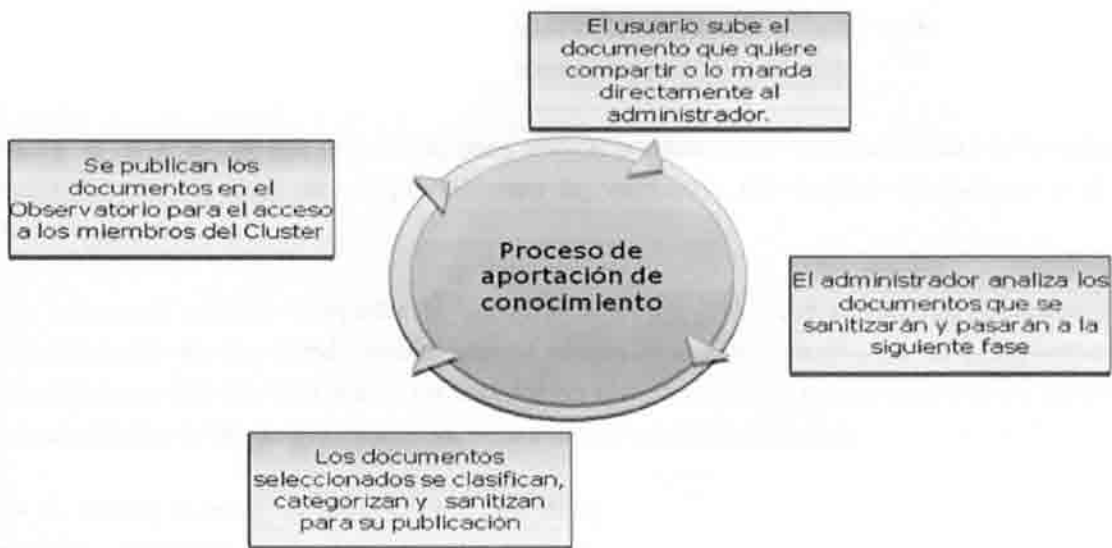 El usuario sube el
documento que quiere
compartir o lo manda
directamente al
administrador.
Se publican los
documentos en el
Observatorio para el acceso
a los miembros del Cluster
Proceso de
aportación de
conocimiento
El administrador analiza los
documentos que se
sanitizarán y pasarán a la
siguiente fase
Los documentos
seleccionados se clasifican,
categorizan y sanitizan
para su publicación